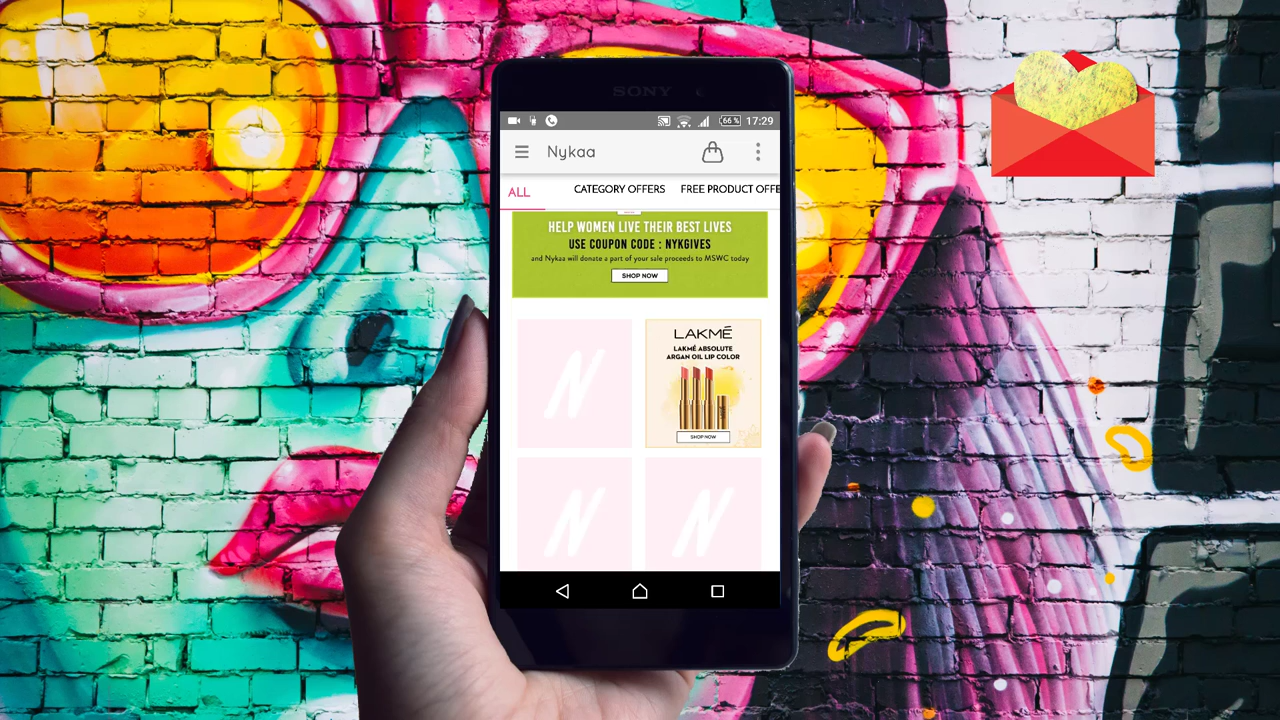 SONY
66 % 17:29
Nykaa
ALL CATEGORY OFFERS FREE PRODUCT OFFE
HELP WOMEN LIVE THEIR BEST LIVES
USE COUPON CODE : NYKGIVES
and Nykaa will donate a part of your sale proceeds to MSWC today
SHOP NOW
LAKMÉ
LAKMÉ ABSOLUTE
ARGAN OIL LIP COLOR
SHOP NOW
N
N N